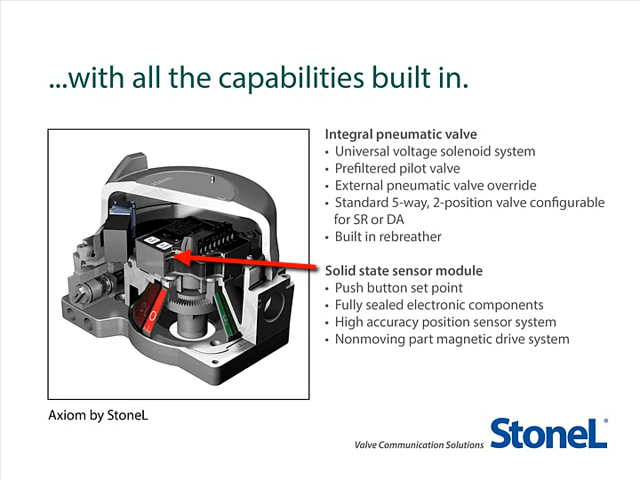 ...with all the capabilities built in.
Integral pneumatic valve
• Universal voltage solenoid system
• Prefiltered pilot valve
• External pneumatic valve override
• Standard 5-way, 2-position valve configurable
for SR or DA
• Built in rebreather
Solid state sensor module
• Push button set point
• Fully sealed electronic components
• High accuracy position sensor system
• Nonmoving part magnetic drive system
Axiom by StoneL
Valve Communication Solutions StoneL®